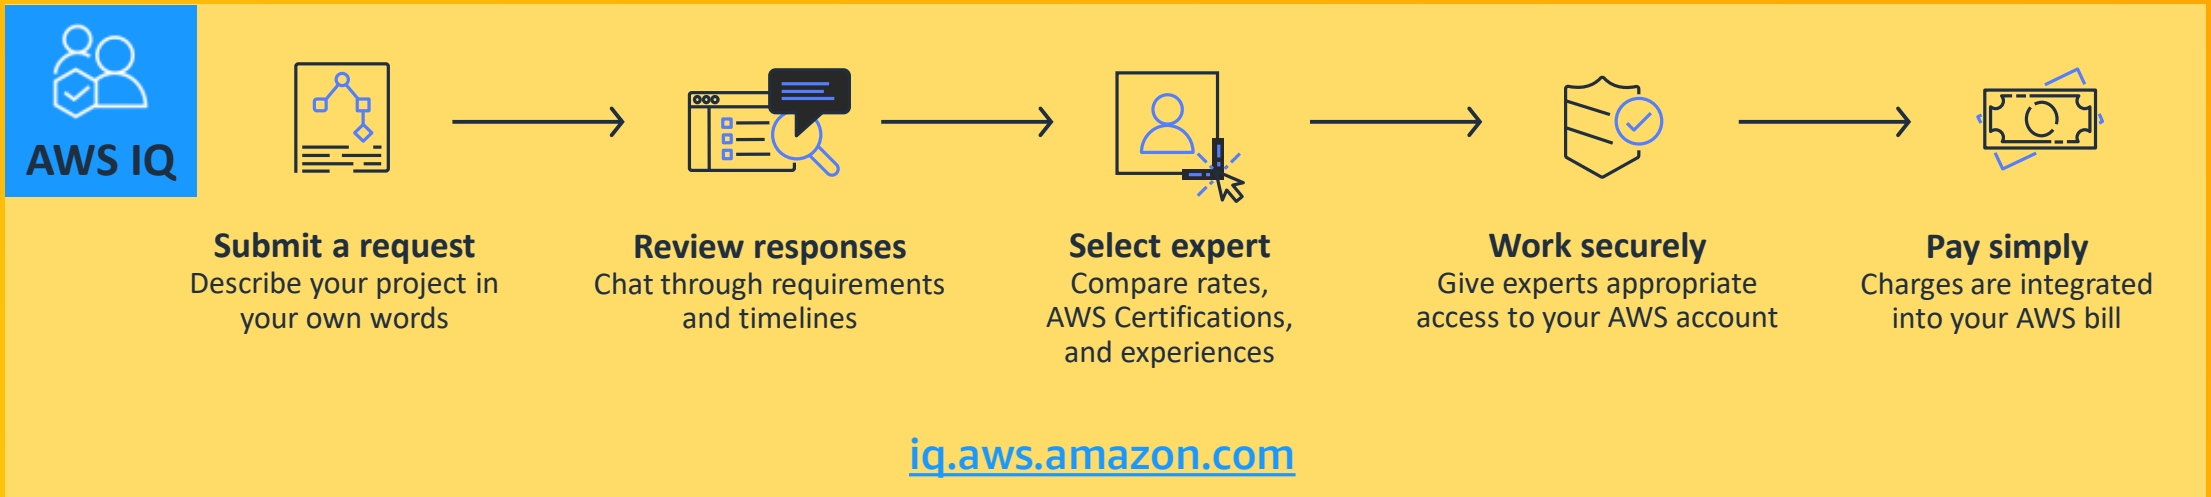 AWS IQ
Submit a request
Describe your project in
your own words
Review responses
Chat through requirements
and timelines
Select expert
Compare rates,
AWS Certifications,
and experiences
Work securely
Give experts appropriate
access to your AWS account
Pay simply
Charges are integrated
into your AWS bill
iq.aws.amazon.com